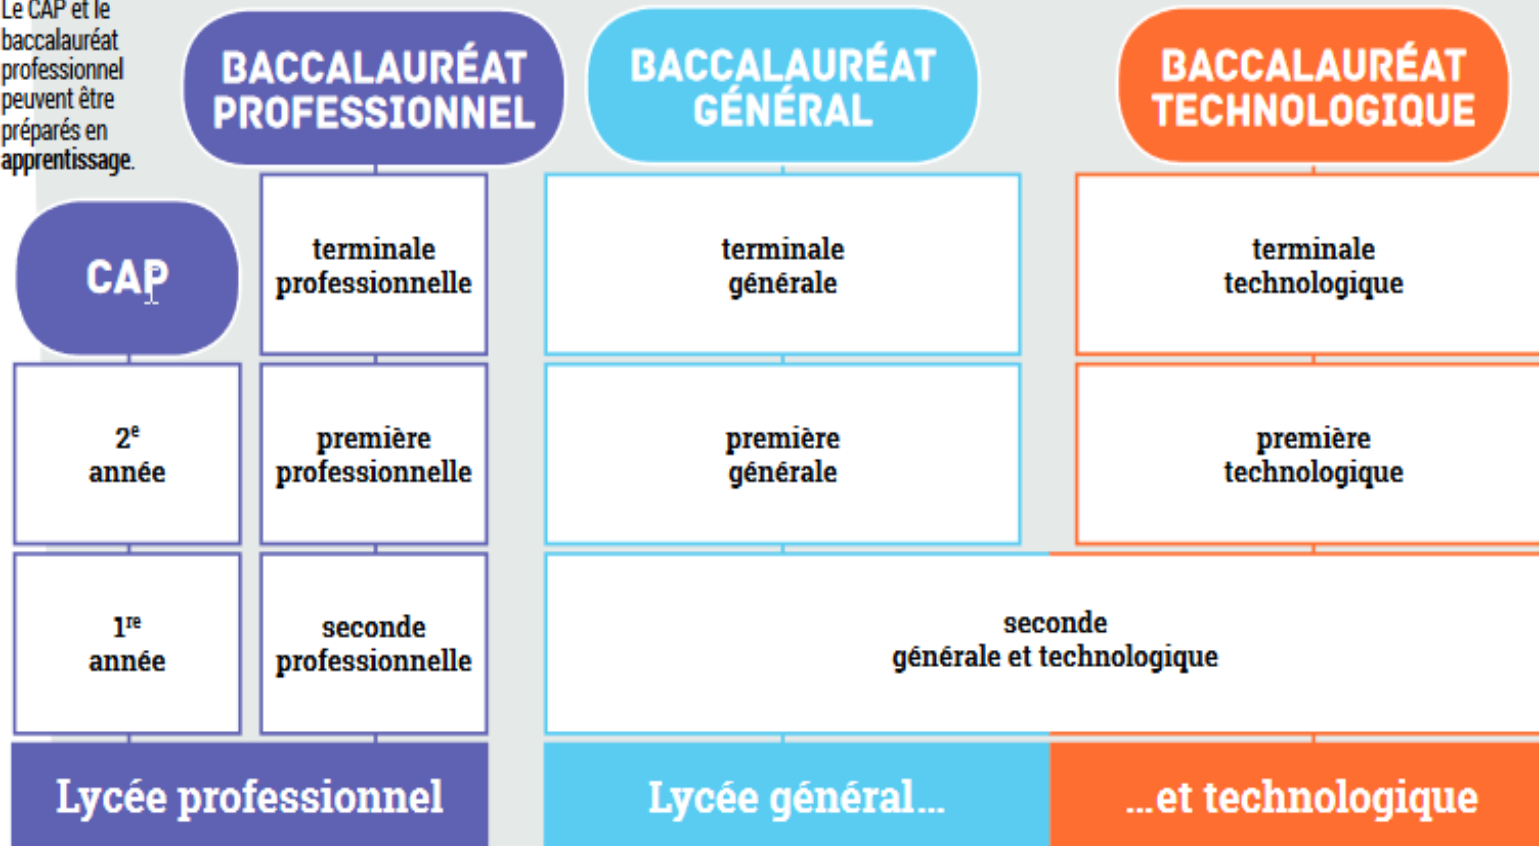 Le CAP et le
baccalauréat
professionnel
peuvent être
préparés en
apprentissage.
BACCALAURÉAT
PROFESSIONNEL
BACCALAURÉAT
GÉNÉRAL
BACCALAURÉAT
TECHNOLOGIQUE
CAP
terminale
professionnelle
terminale
générale
terminale
technologique
2e
année
première
professionnelle
première
générale
première
technologique
1re
année
seconde
professionnelle
seconde
générale et technologique
Lycée professionnel
Lycée général...
...et technologique